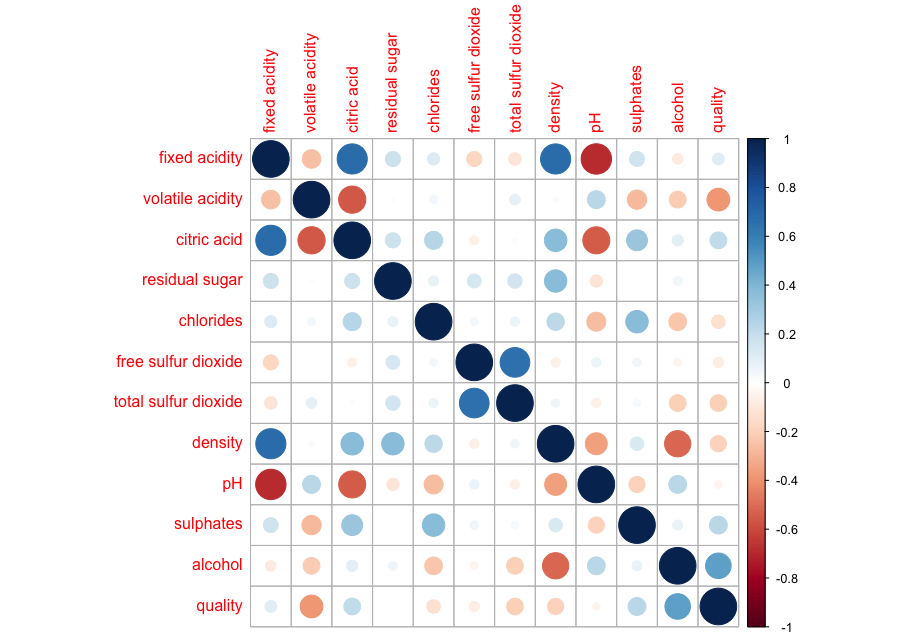 fixed acidity
volatile acidity
citric acid
residual sugar
chlorides
free sulfur dioxide
total sulfur dioxide
density
pH
sulphates
alcohol
quality
fixed acidity
volatile acidity
citric acid
residual sugar
chlorides
free sulfur dioxide
total sulfur dioxide
density
pH
sulphates
alcohol
quality
1
0.8
0.6
0.4
0.2
0
-0.2
-0.4
-0.6
-0.8
-1